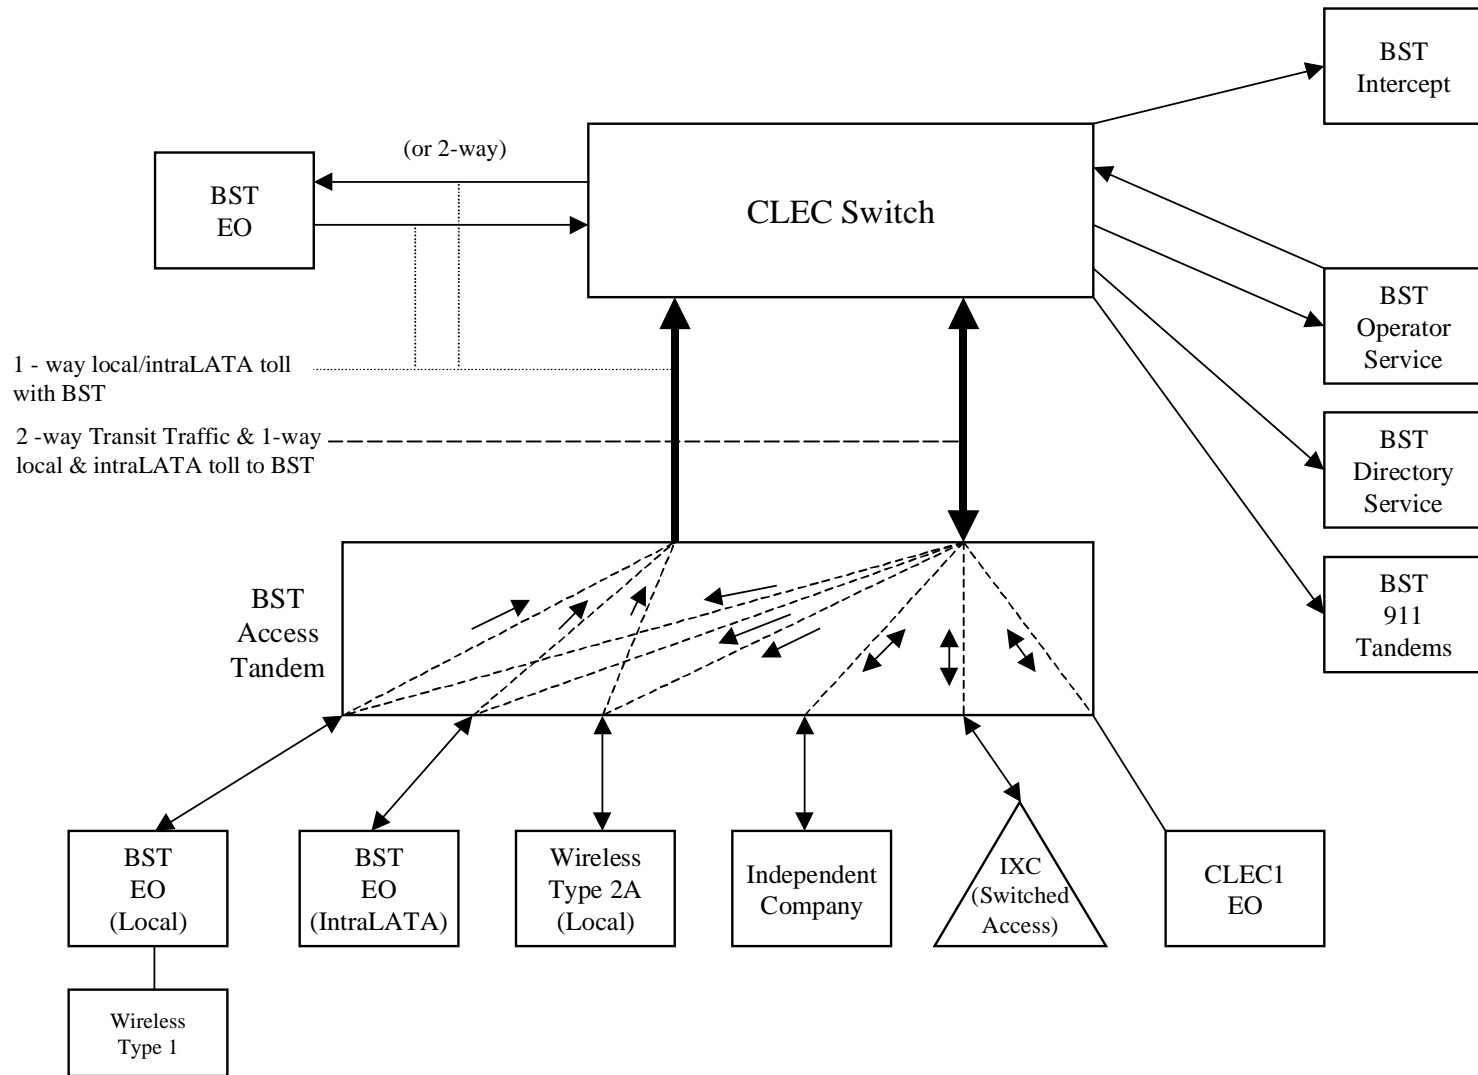 BST
Intercept
(or 2-way)
BST
EO
CLEC Switch
BST
Operator
Service
1 - way local/intraLATA toll
with BST
2 -way Transit Traffic & 1-way
local & intraLATA toll to BST
BST
Directory
Service
BST
911
Tandems
BST
Access
Tandem
BST
EO
(Local)
BST
EO
(IntraLATA)
Wireless
Type 2A
(Local)
Independent
Company
IXC
(Switched
Access)
CLEC1
EO
Wireless
Type 1